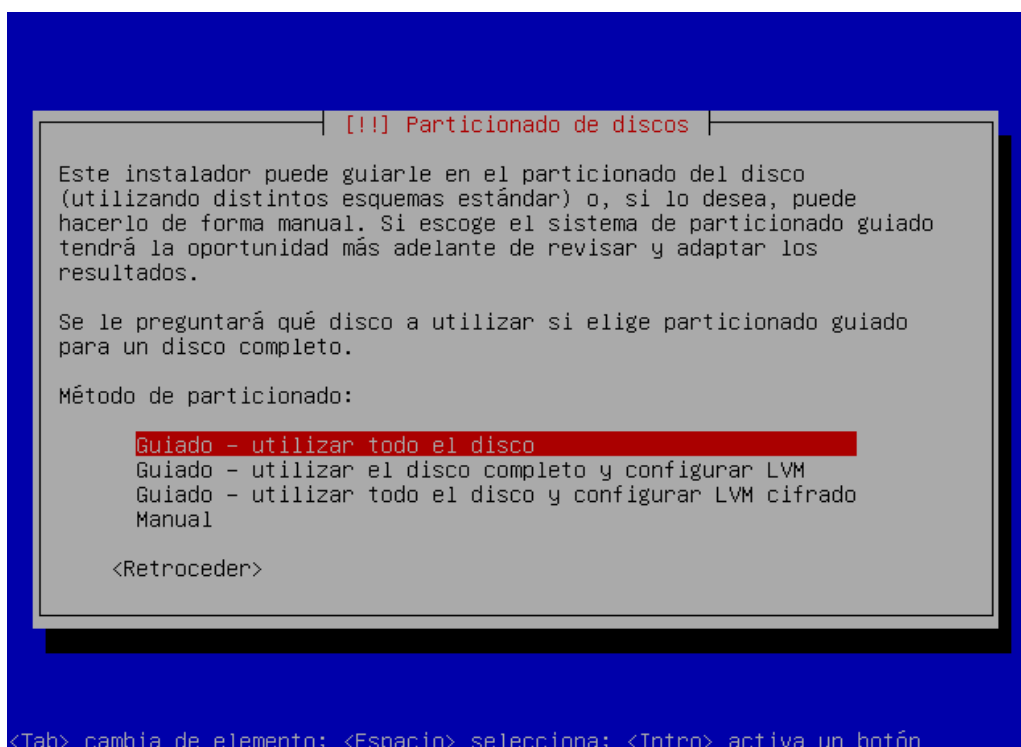 [!!] Particionado de discos
Este instalador puede guiarle en el particionado del disco
(utilizando distintos esquemas estándar) o, si lo desea, puede
hacerlo de forma manual. Si escoge el sistema de particionado guiado
tendrá la oportunidad más adelante de revisar y adaptar los
resultados.
Se le preguntará qué disco a utilizar si elige particionado guiado
para un disco completo.
Método de particionado:
Guiado – utilizar todo el disco
Guiado – utilizar el disco completo y configurar LVM
Guiado – utilizar todo el disco y configurar LVM cifrado
Manual
<Retroceder>
<Tab> cambia de elemento; <Espacio> selecciona; <Intro> activa un botón